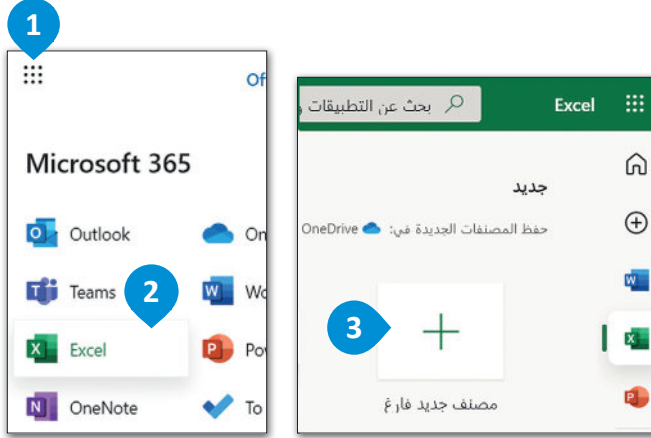 1
Of
Microsoft 365
Outlook
On
Teams
2
Wo
Excel
Po
OneNote
To
Excel
بحث عن التطبيقات و
جديد
حفظ المصنفات الجديدة في: OneDrive
3
مصنف جديد فارغ